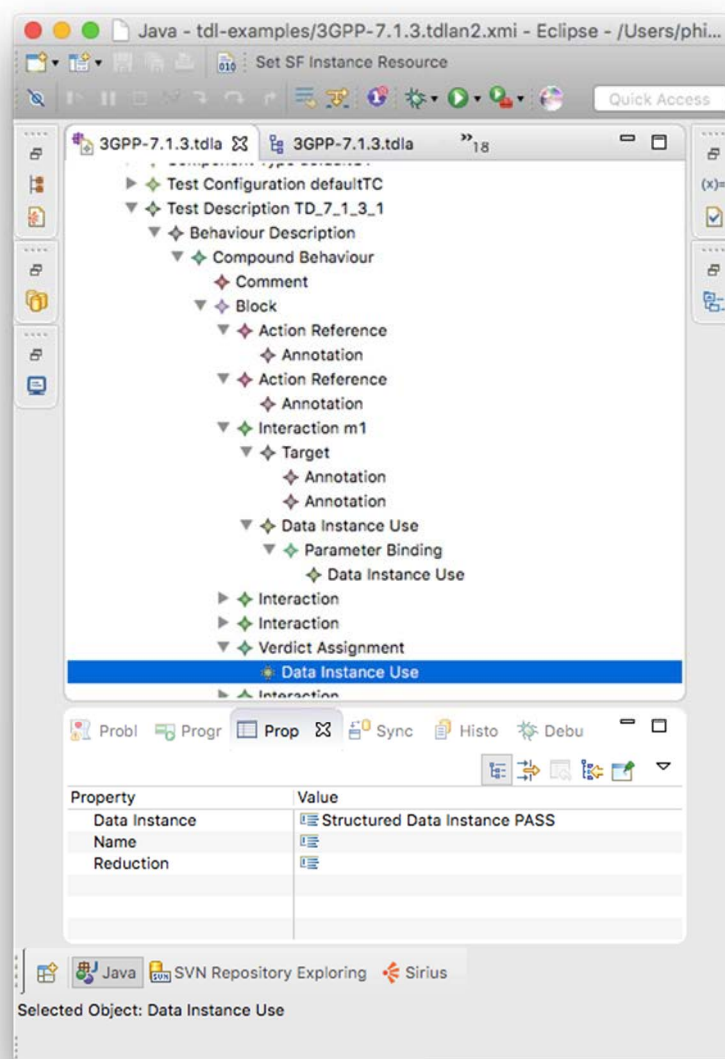 Java - tdl-examples/3GPP-7.1.3.tdlan2.xmi - Eclipse - /Users/phi...
010 Set SF Instance Resource
Quick Access
3GPP-7.1.3.tdla 3GPP-7.1.3.tdla »18
(x)=
Test Configuration defaultTC
Test Description TD_7_1_3_1
Behaviour Description
Compound Behaviour
Comment
Block
Action Reference
Annotation
Action Reference
Annotation
Interaction m1
Target
Annotation
Annotation
Data Instance Use
Parameter Binding
Data Instance Use
Interaction
Interaction
Verdict Assignment
Data Instance Use
Interaction
Probl Progr Prop Sync Histo Debu
Property Value
Data Instance Structured Data Instance PASS
Name
Reduction
Java SVN SVN Repository Exploring Sirius
Selected Object: Data Instance Use